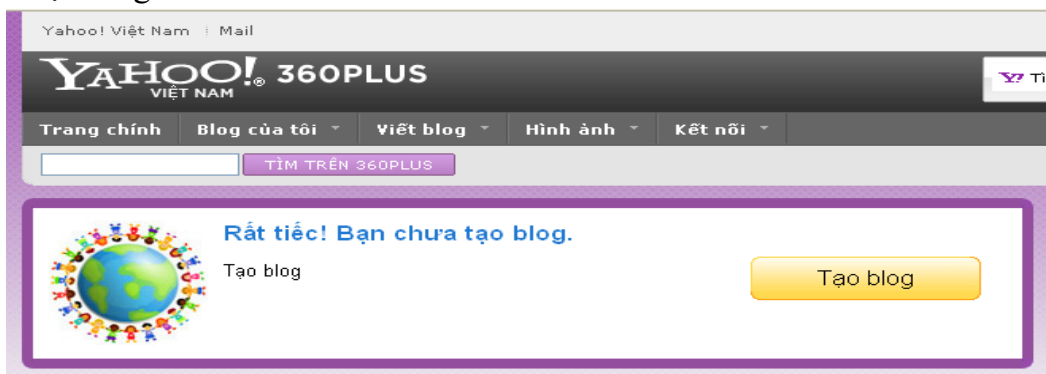 Yahoo! Việt Nam | Mail
YAHOO!® 360PLUS
VIỆT NAM
Trang chính Blog của tôi Viết blog Hình ảnh Kết nối
TÌM TRÊN 360PLUS
Rất tiếc! Bạn chưa tạo blog.
Tạo blog
Tạo blog